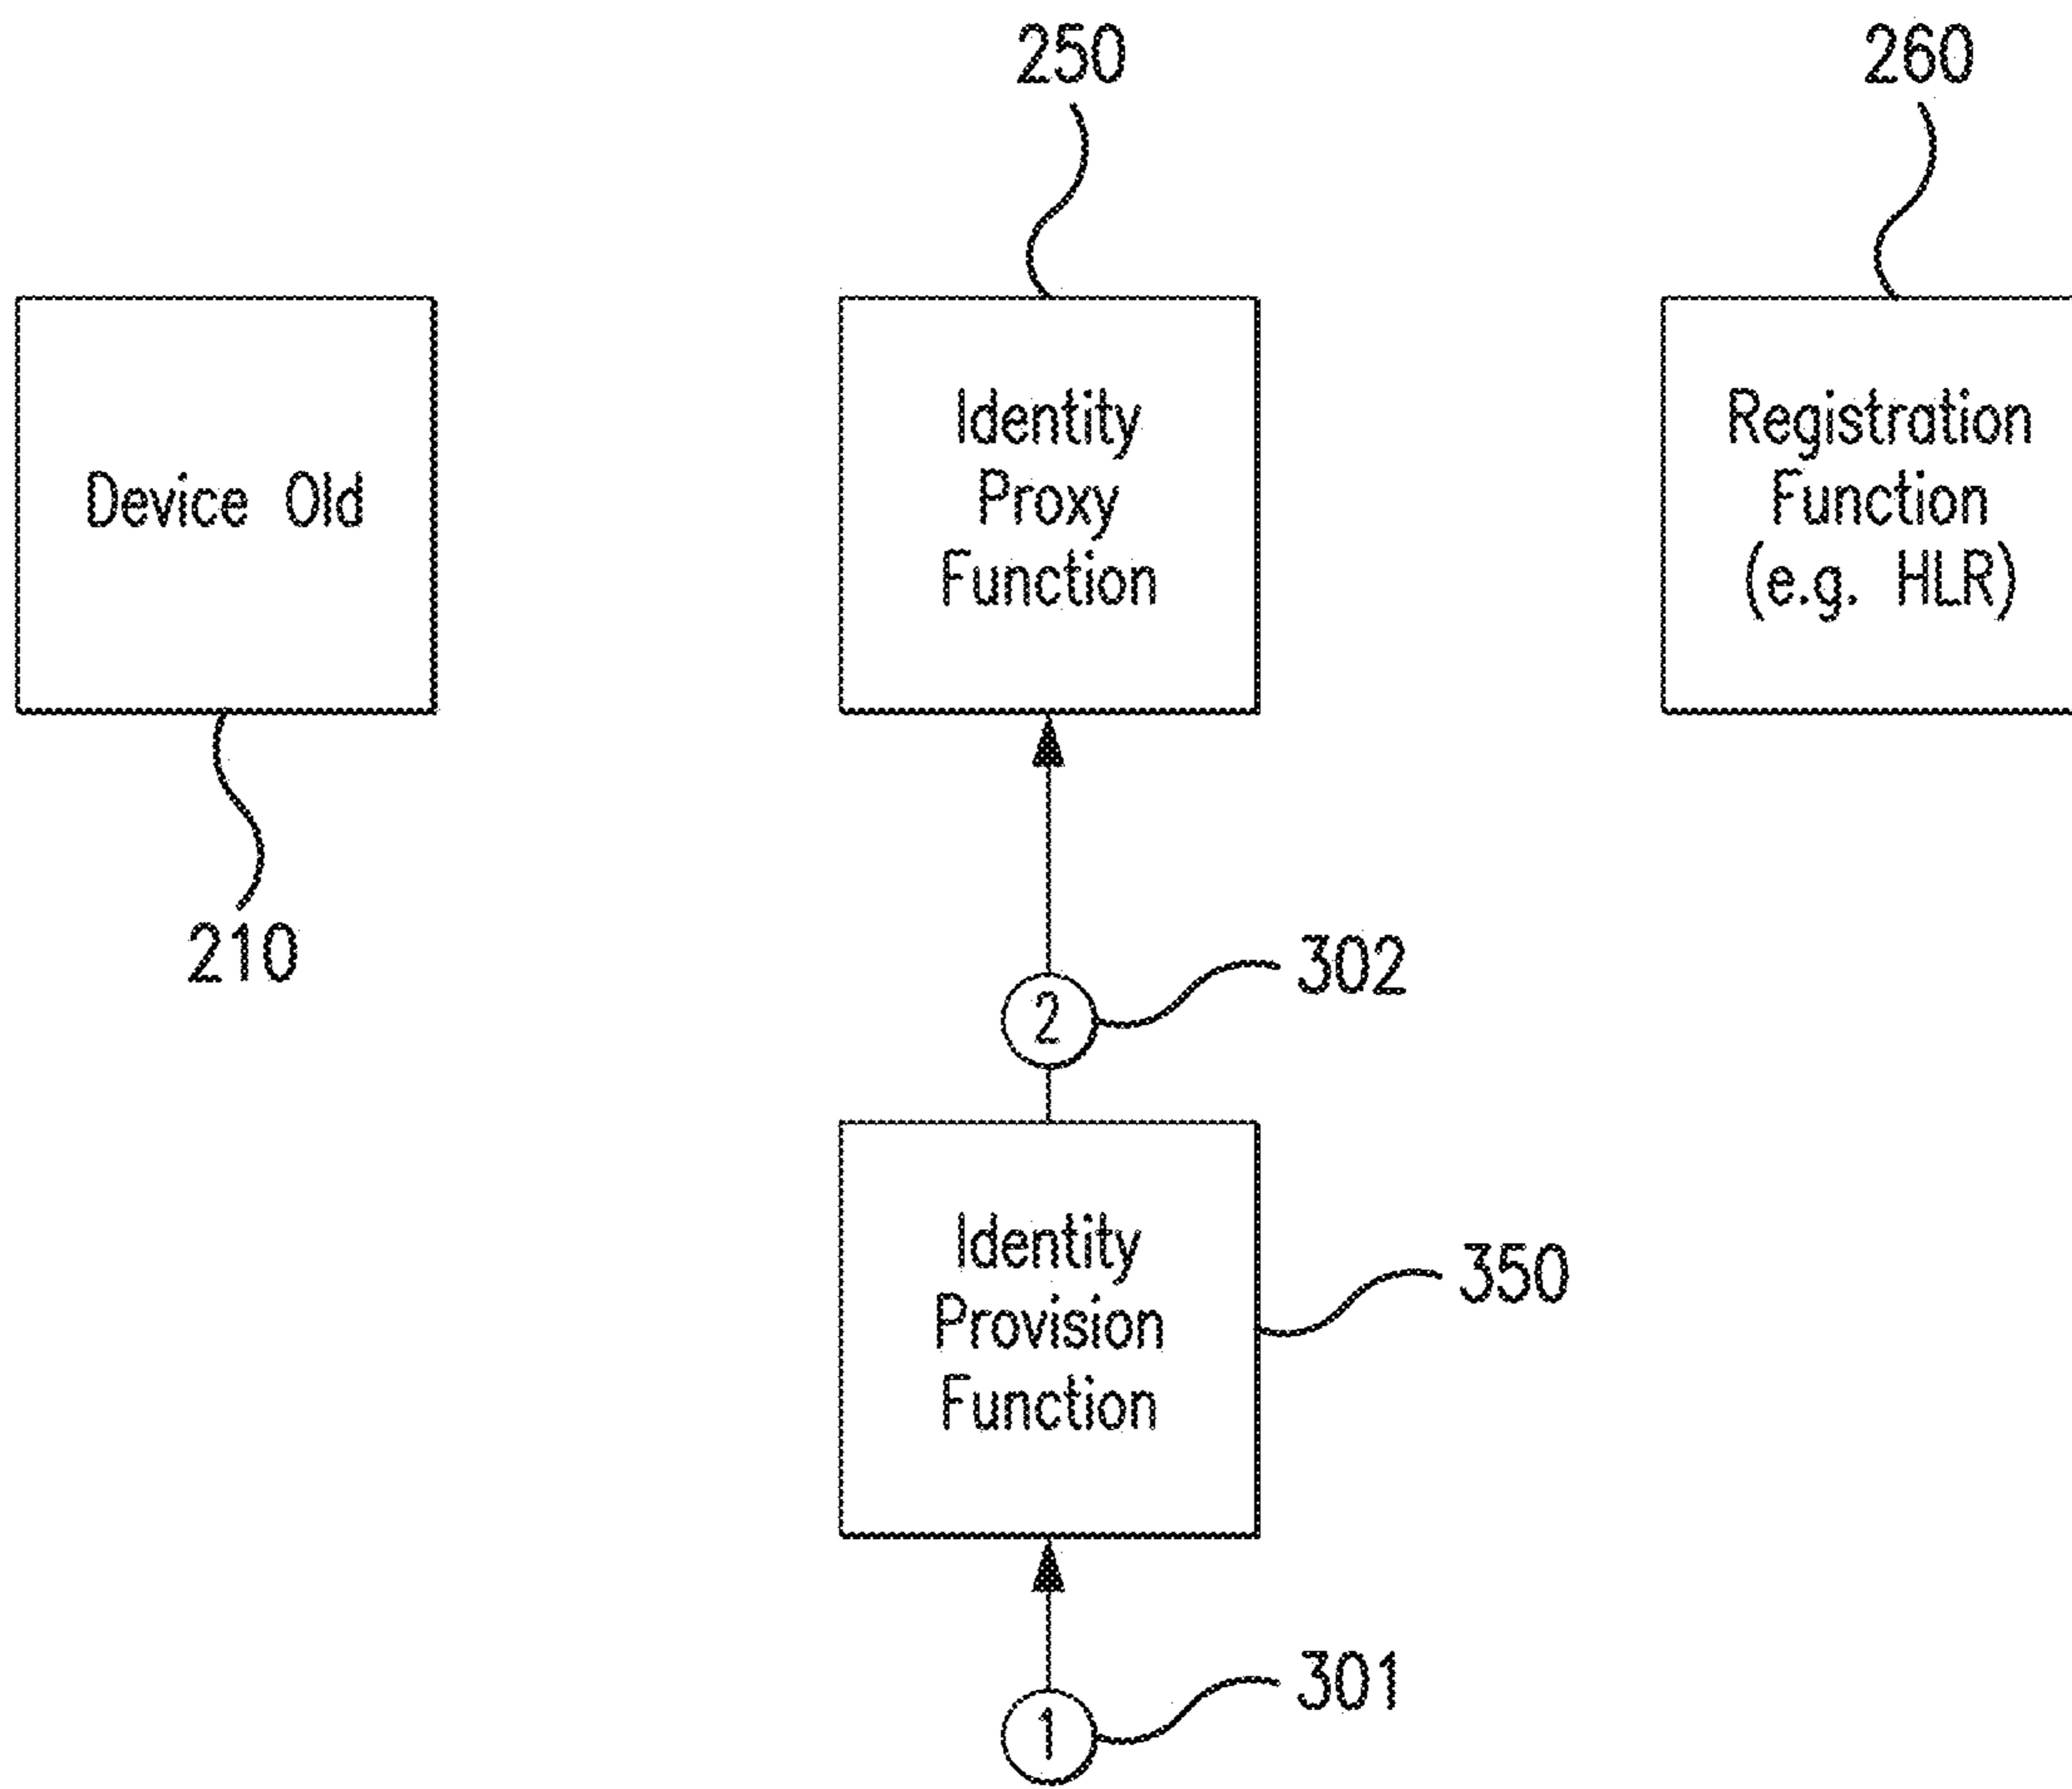 250
260
Device Old
Identity
Proxy
Function
Registration
Function
(e.g. HLR)
210
2
302
Identity
Provision
Function
350
1
301